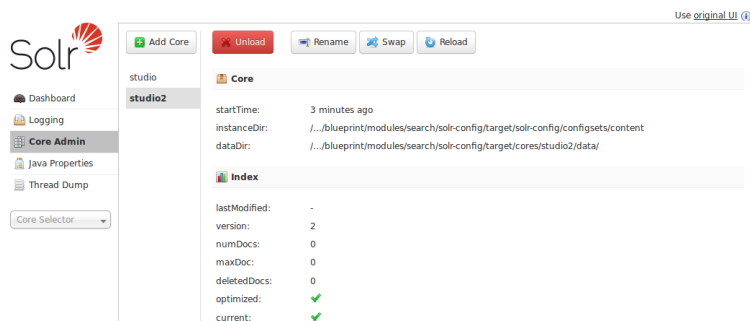 Use original UI
Solr
Dashboard
Logging
Core Admin
Java Properties
Thread Dump
Core Selector
Add Core
studio
studio2
Unload
Rename
Swap
Reload
Core
startTime: 3 minutes ago
instanceDir: /.../blueprint/modules/search/solr-config/target/solr-config/configsets/content
dataDir: /.../blueprint/modules/search/solr-config/target/cores/studio2/data/
Index
lastModified: -
version: 2
numDocs: 0
maxDoc: 0
deletedDocs: 0
optimized:
current: